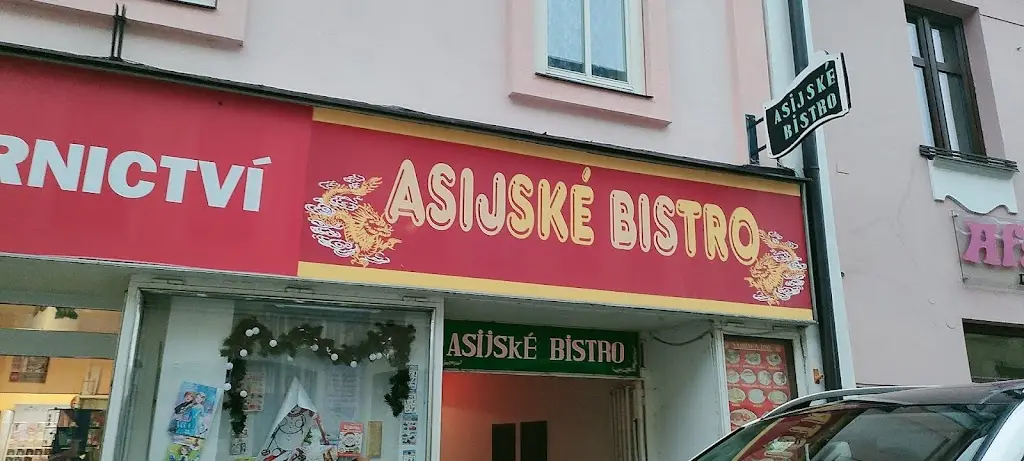 RNICTVÍ
ASIJSKÉ BISTRO
ASIJSKÉ
BISTRO
ASIJSKÉ BISTRO